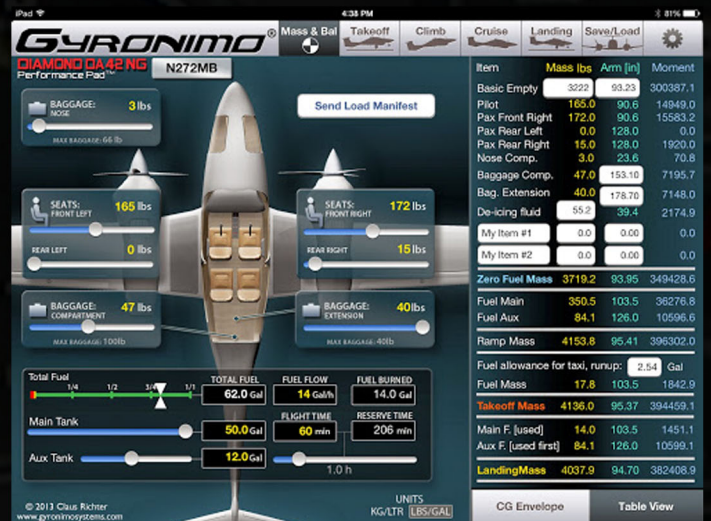 iPad 4:38 PM 81%
GYRONIMO®
Mass & Bal Takeoff Climb Cruise Landing Save/Load
DIAMOND DA42 NG
Performance Pad™
N272MB
BAGGAGE: NOSE 3 lbs
MAX BAGGAGE: 66 lb
Send Load Manifest
SEATS: FRONT LEFT 165 lbs
REAR LEFT 0 lbs
SEATS: FRONT RIGHT 172 lbs
REAR RIGHT 15 lbs
BAGGAGE: COMPARTMENT 47 lbs
MAX BAGGAGE: 100lb
BAGGAGE: EXTENSION 40 lbs
MAX BAGGAGE: 40lb
Total Fuel
1/4 1/2 3/4 1/1
TOTAL FUEL FUEL FLOW FUEL BURNED
62.0 Gal 14 Gal/h 14.0 Gal
Main Tank
50.0 Gal
FLIGHT TIME RESERVE TIME
60 min 206 min
Aux Tank
12.0 Gal
1.0 h
© 2013 Claus Richter
www.gyronimosystems.com
UNITS
KG/LTR LBS/GAL
Item Mass lbs Arm [in] Moment
Basic Empty 3222 93.23 300387.1
Pilot 165.0 90.6 14949.0
Pax Front Right 172.0 90.6 15583.2
Pax Rear Left 0.0 128.0 0.0
Pax Rear Right 15.0 128.0 1920.0
Nose Comp. 3.0 23.6 70.8
Baggage Comp. 47.0 153.10 7195.7
Bag. Extension 40.0 178.70 7148.0
De-icing fluid 55.2 39.4 2174.9
My Item #1 0.0 0.00 0.0
My Item #2 0.0 0.00 0.0
Zero Fuel Mass 3719.2 93.95 349428.6
Fuel Main 350.5 103.5 36276.8
Fuel Aux 84.1 126.0 10596.6
Ramp Mass 4153.8 95.41 396302.0
Fuel allowance for taxi, runup: 2.54 Gal
Fuel Mass 17.8 103.5 1842.9
Takeoff Mass 4136.0 95.37 394459.1
Main F. [used] 14.0 103.5 1451.1
Aux F. [used first] 84.1 126.0 10599.1
LandingMass 4037.9 94.70 382408.9
CG Envelope Table View